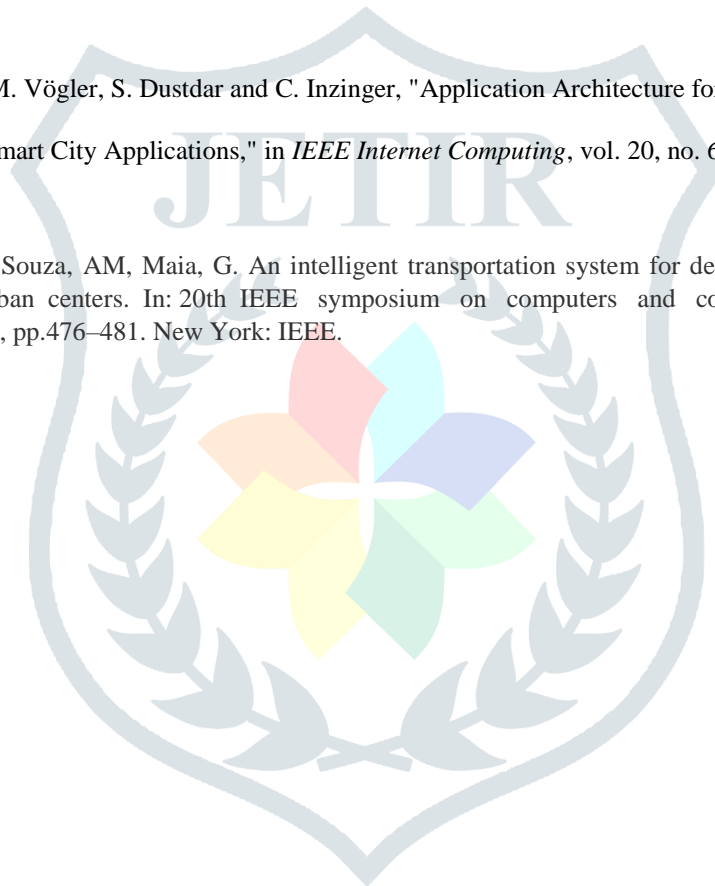 M. Vögler, S. Dustdar and C. Inzinger, "Application Architecture for
mart City Applications," in IEEE Internet Computing, vol. 20, no. 6
JETIR
Souza, AM, Maia, G. An intelligent transportation system for de
ban centers. In: 20th IEEE symposium on computers and co
, pp.476–481. New York: IEEE.